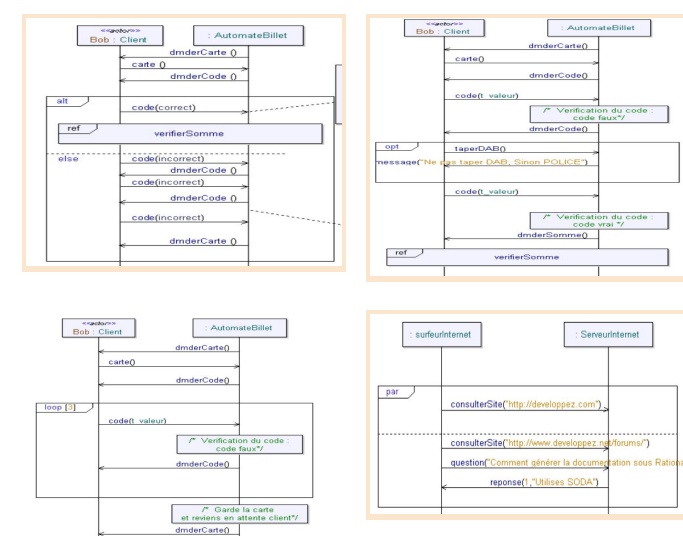 <<actor>>
Bob : Client
: AutomateBillet
dmderCarte ()
carte ()
dmderCode ()
alt
code(correct)
ref
verifierSomme
else
code(incorrect)
dmderCode ()
code(incorrect)
dmderCode ()
code(incorrect)
dmderCarte ()
<<actor>>
Bob : Client
: AutomateBillet
dmderCarte()
carte()
dmderCode()
code(t_valeur)
/* Verification du code :
code faux*/
dmderCode()
opt
taperDAB()
message("Ne pas taper DAB, Sinon POLICE")
code(t_valeur)
/* Verification du code :
code vrai */
dmderSomme()
ref
verifierSomme
<<actor>>
Bob : Client
: AutomateBillet
dmderCarte()
carte()
dmderCode()
loop [3]
code(t_valeur)
/* Verification du code :
code faux*/
dmderCode()
/* Garde la carte
et reviens en attente client*/
dmderCarte()
: surfeurInternet
: ServeurInternet
par
consulterSite("http://developpez.com")
consulterSite("http://www.developpez.net/forums/")
question("Comment générer la documentation sous Rationa
reponse(1,"Utilises SODA")